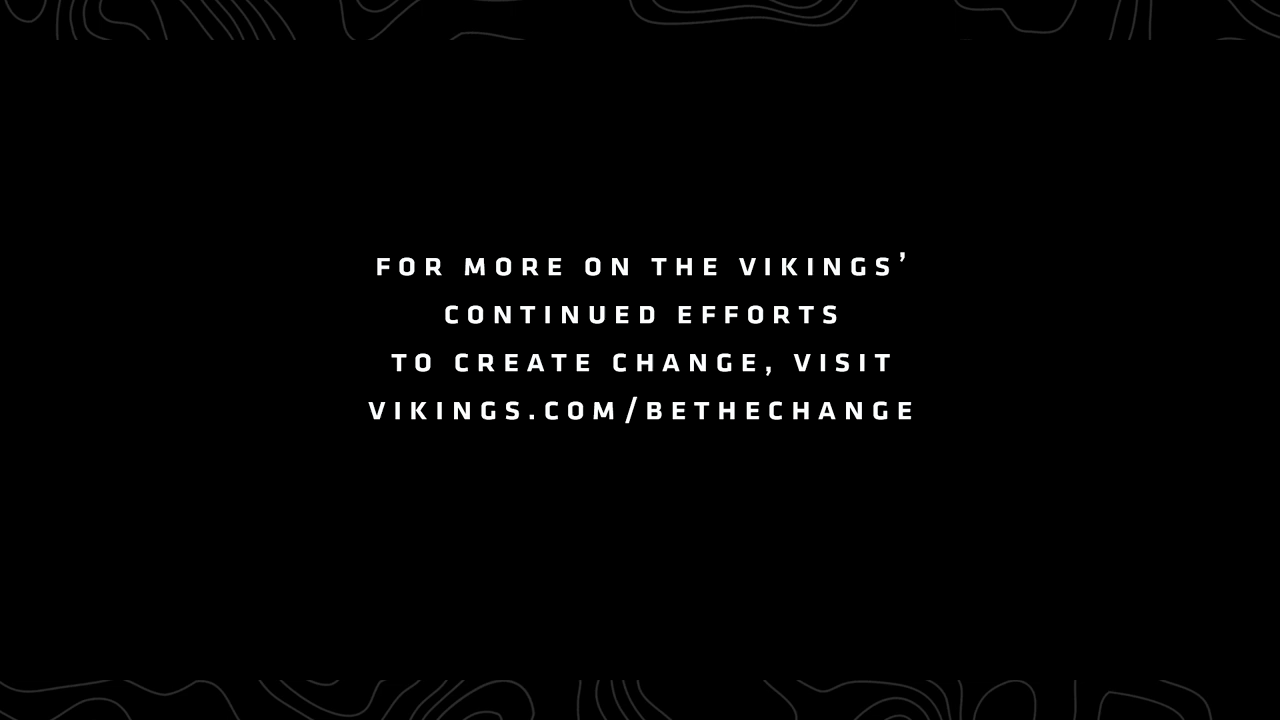 FOR MORE ON THE VIKINGS’
CONTINUED EFFORTS
TO CREATE CHANGE, VISIT
VIKINGS.COM/BETHECHANGE